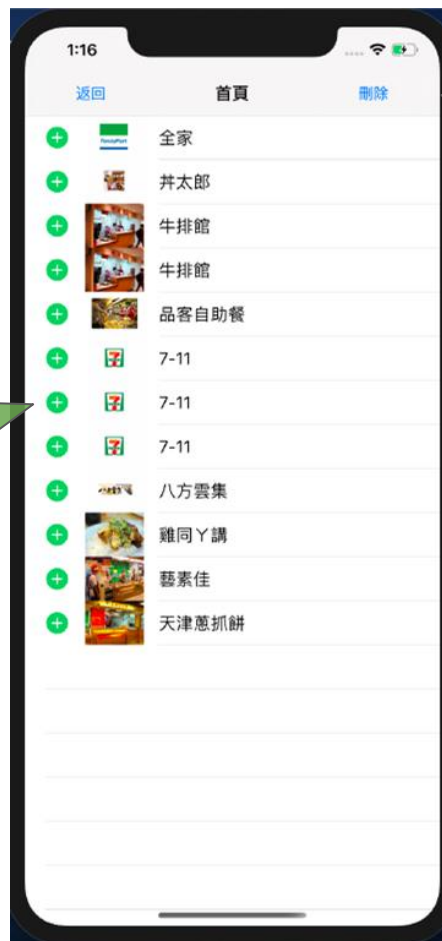 1:16
返回 首頁 刪除
FamilyMart
全家
丼太郎
牛排館
牛排館
品客自助餐
7-11
7-11
7-11
八方雲集
雞同丫講
藝素佳
天津蔥抓餅